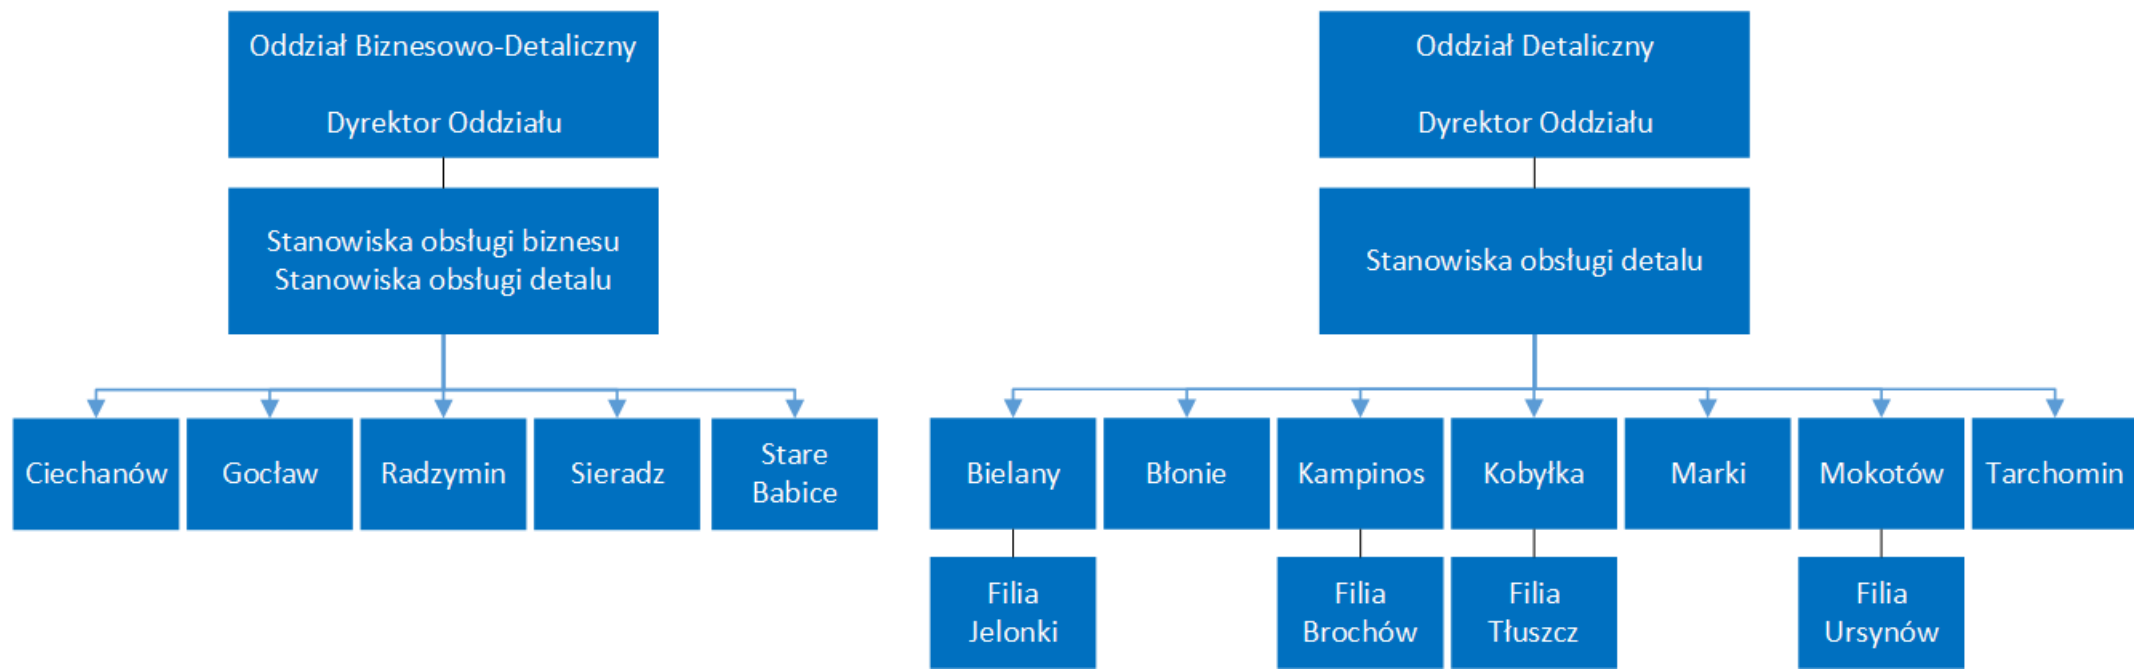 Oddział Biznesowo-Detaliczny
Dyrektor Oddziału
Stanowiska obsługi biznesu
Stanowiska obsługi detalu
Ciechanów
Gocław
Radzymin
Sieradz
Stare
Babice
Oddział Detaliczny
Dyrektor Oddziału
Stanowiska obsługi detalu
Bielany
Błonie
Kampinos
Kobyłka
Marki
Mokotów
Tarchomin
Filia
Jelonki
Filia
Brochów
Filia
Tłuszcz
Filia
Ursynów